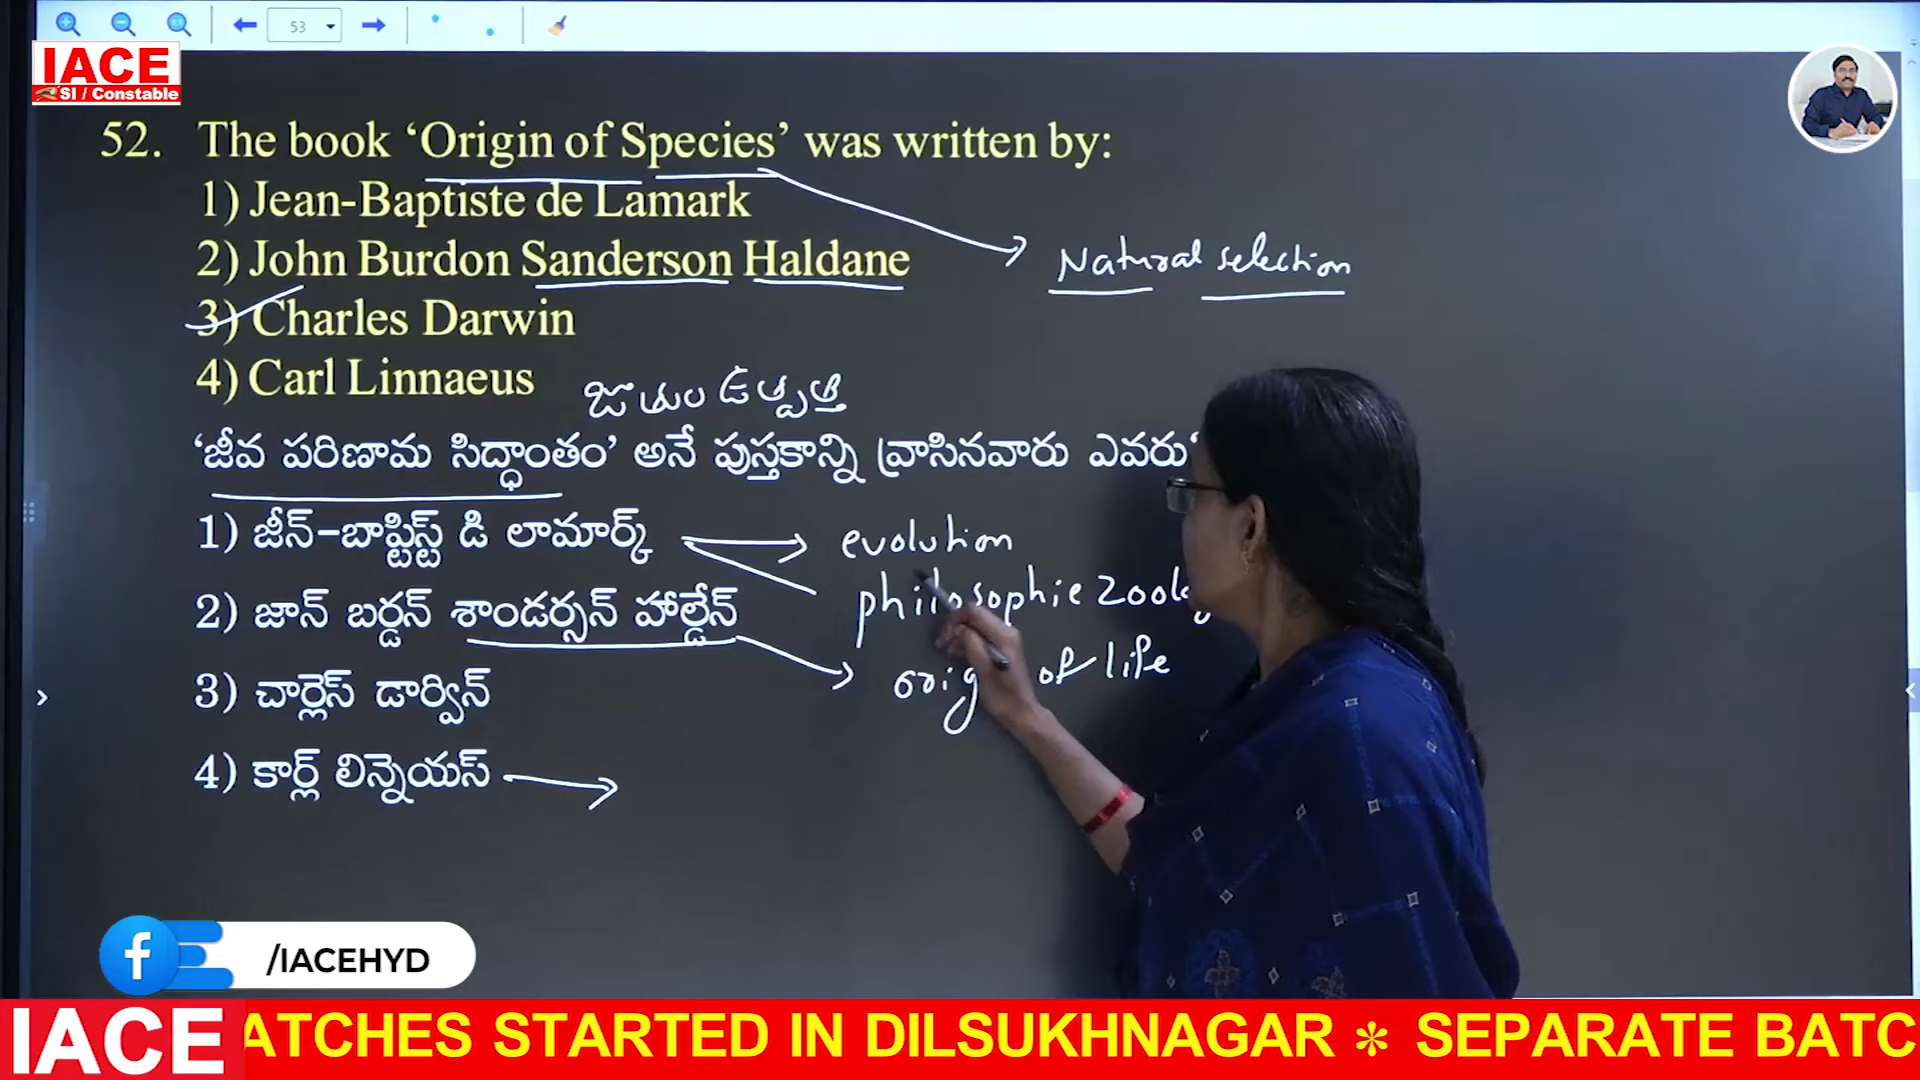 53
IACE
SI / Constable
52. The book ‘Origin of Species’ was written by:
1) Jean-Baptiste de Lamark
2) John Burdon Sanderson Haldane
Natural selection
3) Charles Darwin
4) Carl Linnaeus
జాతుల ఉత్పత్తి
‘జీవ పరిణామ సిద్ధాంతం’ అనే పుస్తకాన్ని వ్రాసినవారు ఎవరు‘
1) జీన్-బాప్టిస్ట్ డి లామార్క్
evolution
philosophie
2) జాన్ బర్డన్ శాండర్సన్ హాల్డేన్
of life
3) చార్లెస్ డార్విన్
4) కార్ల్ లిన్నెయస్
f /IACEHYD
IACE ATCHES STARTED IN DILSUKHNAGAR * SEPARATE BATC